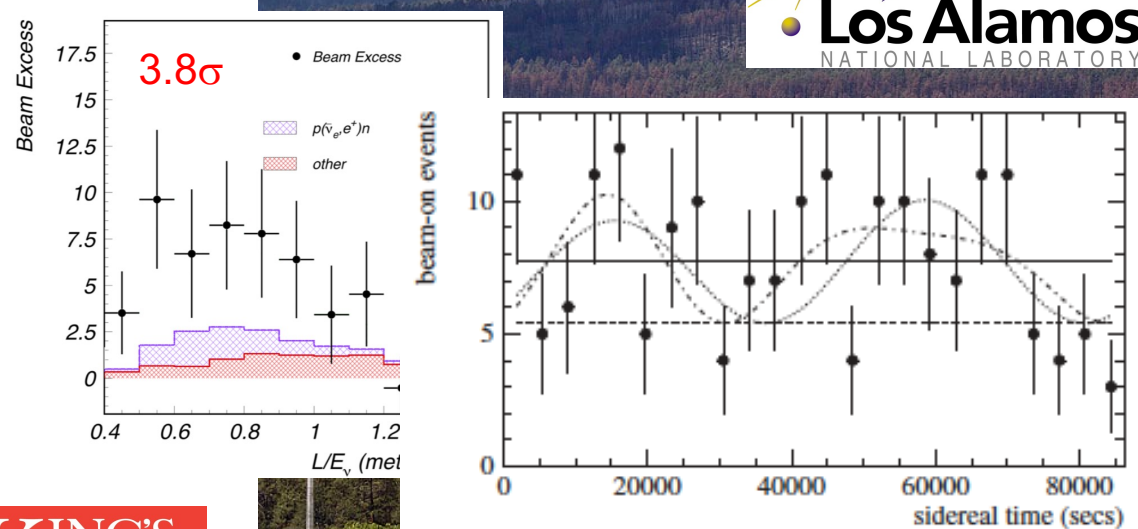 Los Alamos
NATIONAL LABORATORY
Beam Excess
17.5
15
12.5
10
7.5
5
2.5
0
3.8σ
Beam Excess
p(ν̄e,e⁺)n
other
0.4 0.6 0.8 1 1.2
L/Eν (met
beam-on events
10
5
0
0 20000 40000 60000 80000
sidereal time (secs)
KING'S